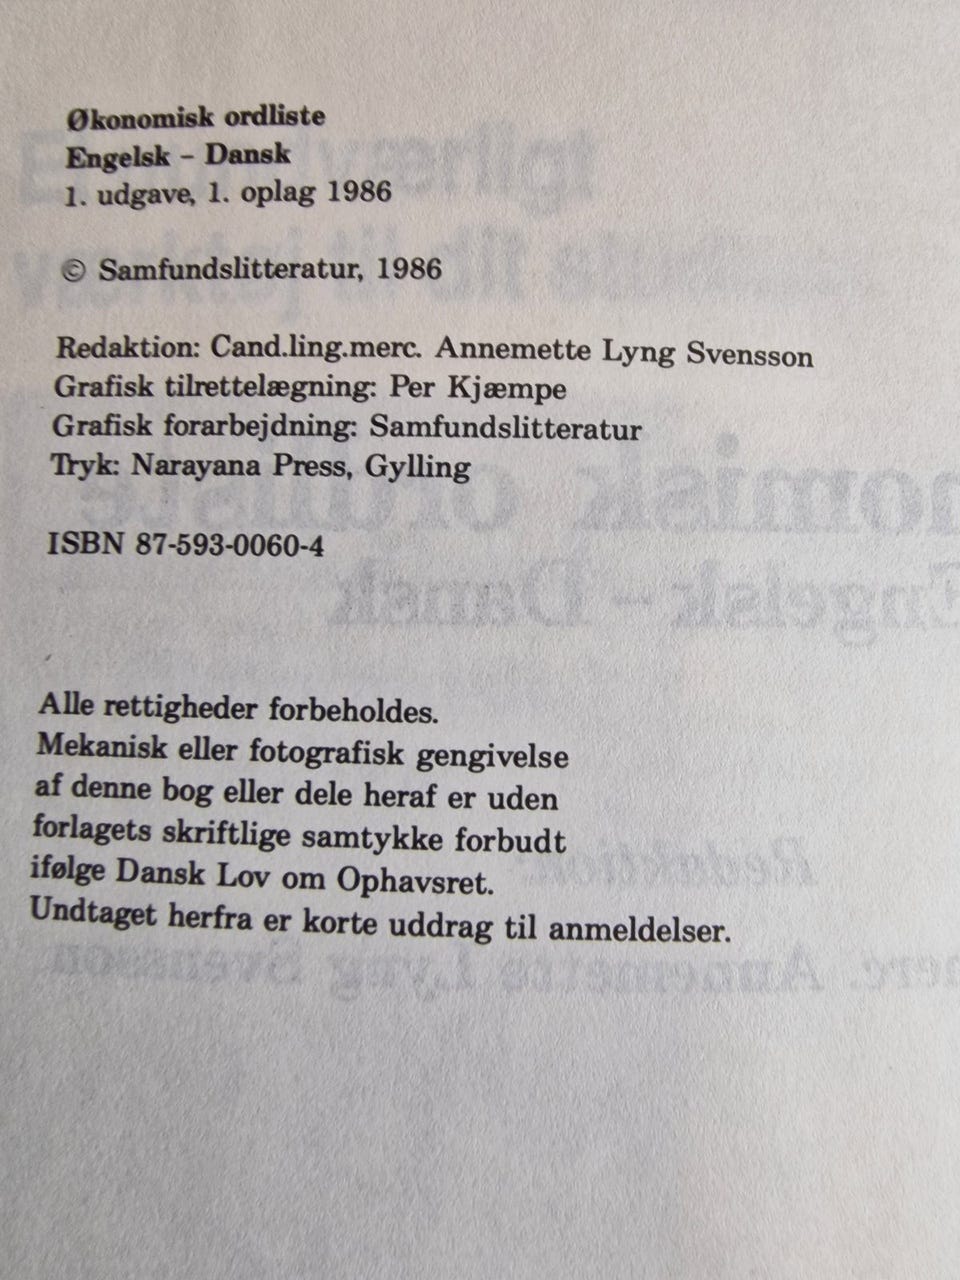 Økonomisk ordliste
Engelsk – Dansk
1. udgave, 1. oplag 1986
© Samfundslitteratur, 1986
Redaktion: Cand.ling.merc. Annemette Lyng Svensson
Grafisk tilrettelægning: Per Kjæmpe
Grafisk forarbejdning: Samfundslitteratur
Tryk: Narayana Press, Gylling
ISBN 87-593-0060-4
Alle rettigheder forbeholdes.
Mekanisk eller fotografisk gengivelse
af denne bog eller dele heraf er uden
forlagets skriftlige samtykke forbudt
ifølge Dansk Lov om Ophavsret.
Undtaget herfra er korte uddrag til anmeldelser.